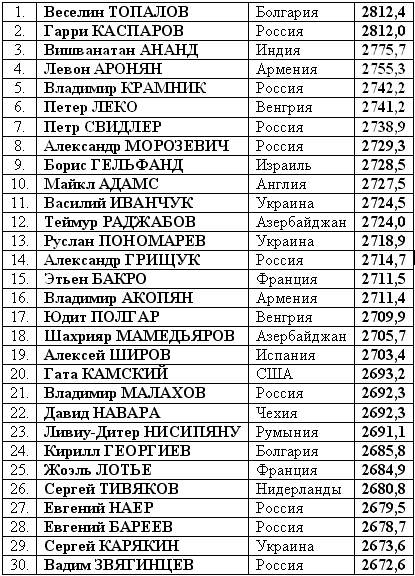 1. Веселин ТОПАЛОВ Болгария 2812,4
2. Гарри КАСПАРОВ Россия 2812,0
3. Вишванатан АНАНД Индия 2775,7
4. Левон АРОНЯН Армения 2755,3
5. Владимир КРАМНИК Россия 2742,2
6. Петер ЛЕКО Венгрия 2741,2
7. Петр СВИДЛЕР Россия 2738,9
8. Александр МОРОЗЕВИЧ Россия 2729,3
9. Борис ГЕЛЬФАНД Израиль 2728,5
10. Майкл АДАМС Англия 2727,5
11. Василий ИВАНЧУК Украина 2724,5
12. Теймур РАДЖАБОВ Азербайджан 2724,0
13. Руслан ПОНОМАРЕВ Украина 2718,9
14. Александр ГРИЩУК Россия 2714,7
15. Этьен БАКРО Франция 2711,5
16. Владимир АКОПЯН Армения 2711,4
17. Юдит ПОЛГАР Венгрия 2709,9
18. Шахрияр МАМЕДЬЯРОВ Азербайджан 2705,7
19. Алексей ШИРОВ Испания 2703,4
20. Гата КАМСКИЙ США 2693,2
21. Владимир МАЛАХОВ Россия 2692,3
22. Давид НАВАРА Чехия 2692,3
23. Ливиу-Дитер НИСИПЯНУ Румыния 2691,1
24. Кирилл ГЕОРГИЕВ Болгария 2685,8
25. Жоэль ЛОТЬЕ Франция 2684,9
26. Сергей ТИВЯКОВ Нидерланды 2680,8
27. Евгений НАЕР Россия 2679,5
28. Евгений БАРЕЕВ Россия 2678,7
29. Сергей КАРЯКИН Украина 2673,6
30. Вадим ЗВЯГИНЦЕВ Россия 2672,6